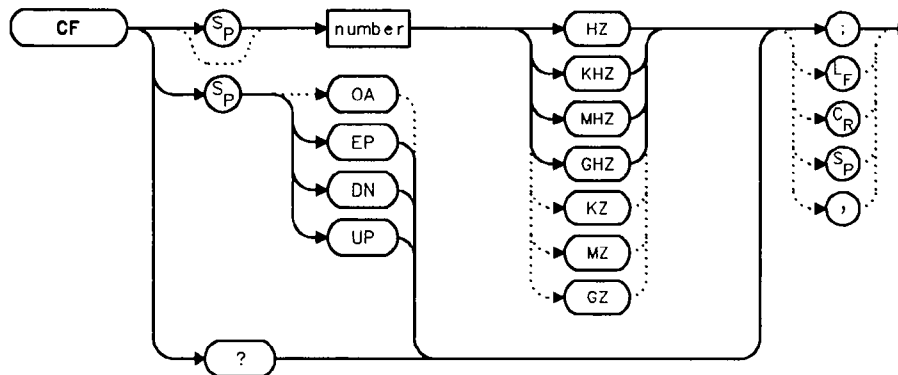 CF SP number HZ ;
KHZ LF
SP OA MHZ CR
EP GHZ SP
DN KZ ,
UP MZ
GZ
?